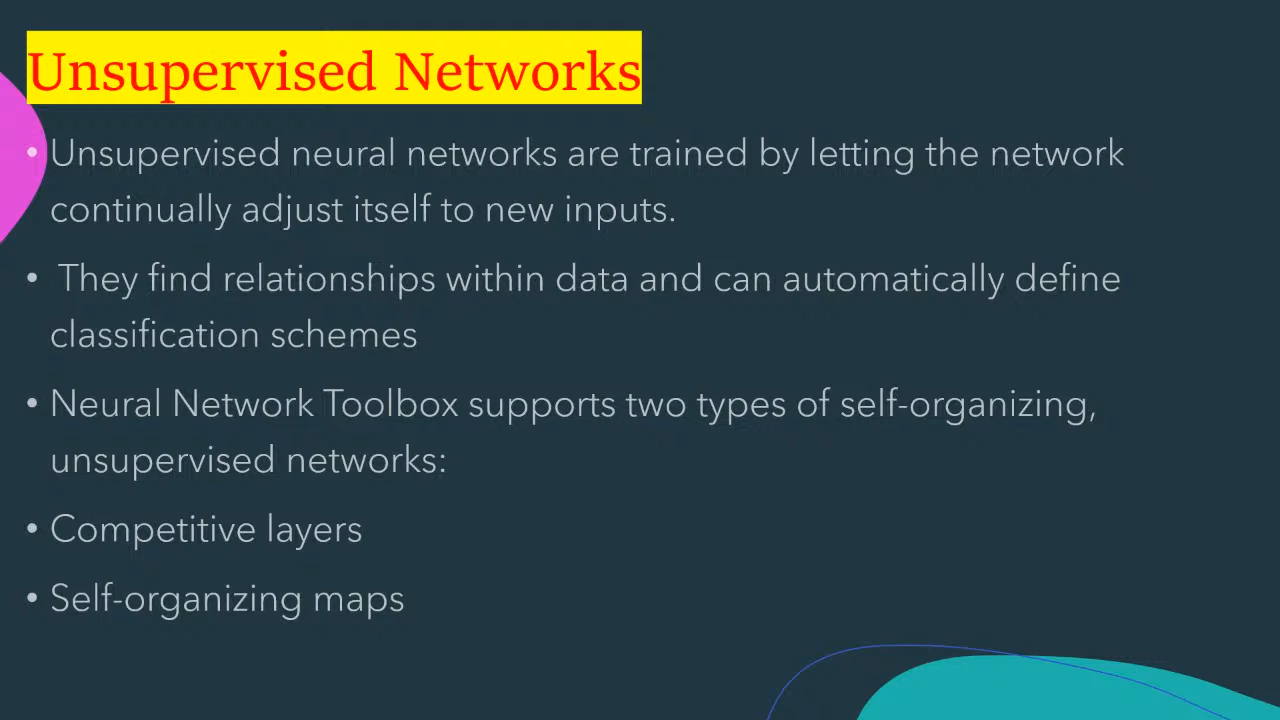 Unsupervised Networks
• Unsupervised neural networks are trained by letting the network
continually adjust itself to new inputs.
• They find relationships within data and can automatically define
classification schemes
• Neural Network Toolbox supports two types of self-organizing,
unsupervised networks:
• Competitive layers
• Self-organizing maps